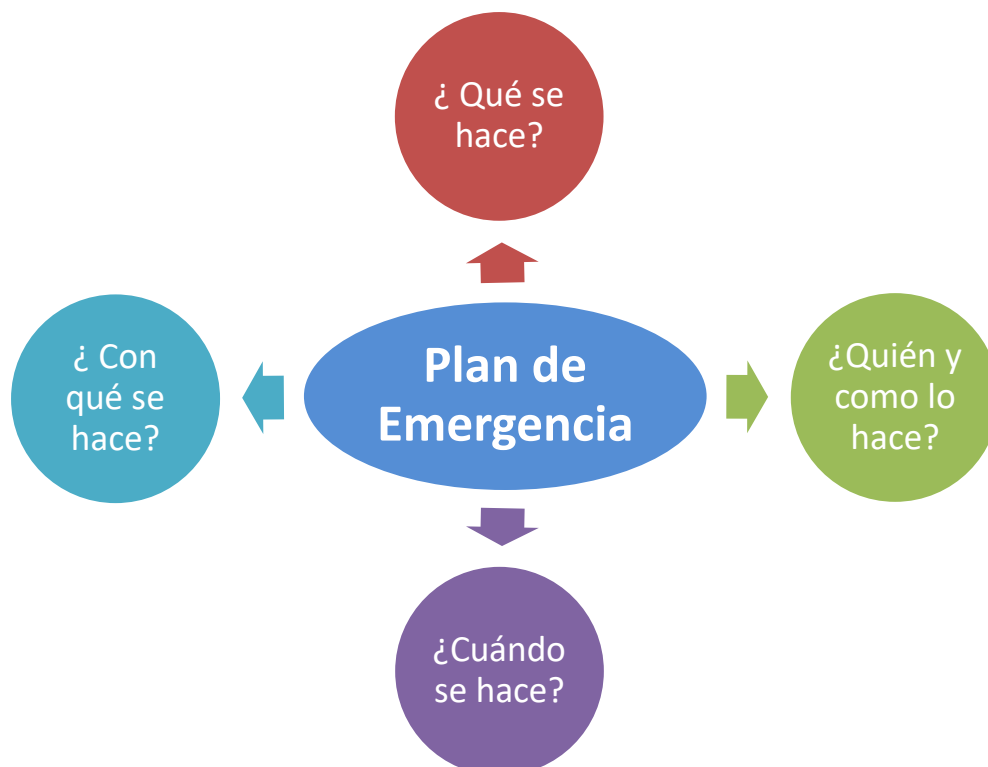 ¿ Qué se
hace?
¿ Con
qué se
hace?
Plan de
Emergencia
¿Quién y
como lo
hace?
¿Cuándo
se hace?